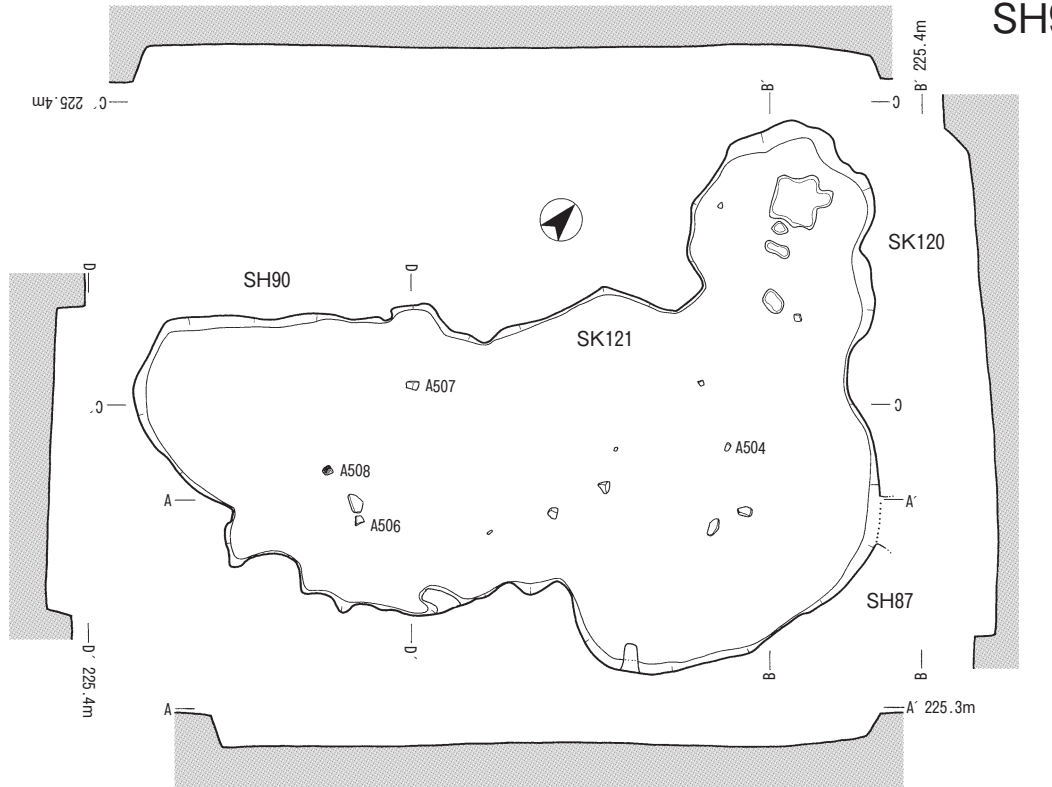 SH9
B′ 225.4m
C′ 225.4m
B′
C
SK120
D
D
SH90
SK121
A507
C′
C
A504
A508
A
A′
A506
SH87
D′ 225.4m
D′
B
B
A
A′ 225.3m